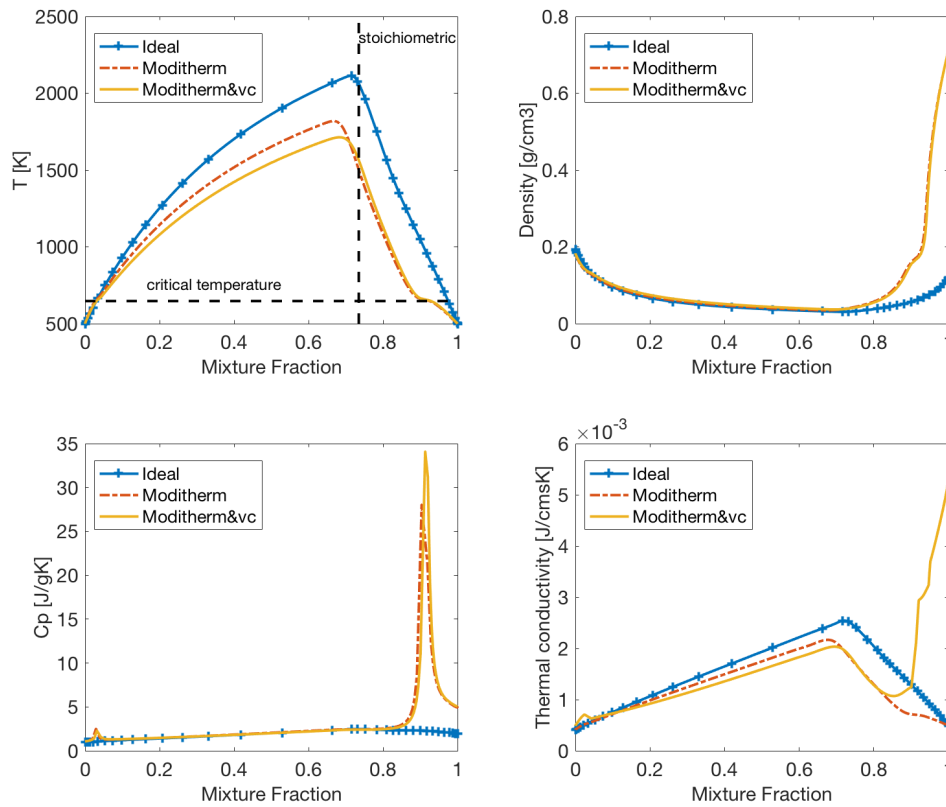 2500
2000
1500
1000
500
T [K]
Ideal
Moditherm
Moditherm&vc
stoichiometric
critical temperature
0 0.2 0.4 0.6 0.8 1
Mixture Fraction
0.8
0.6
0.4
0.2
0
Density [g/cm3]
Ideal
Moditherm
Moditherm&vc
0 0.2 0.4 0.6 0.8 1
Mixture Fraction
35
30
25
20
15
10
5
0
Cp [J/gK]
Ideal
Moditherm
Moditherm&vc
0 0.2 0.4 0.6 0.8 1
Mixture Fraction
×10⁻³
6
5
4
3
2
1
0
Thermal conductivity [J/cmsK]
Ideal
Moditherm
Moditherm&vc
0 0.2 0.4 0.6 0.8 1
Mixture Fraction